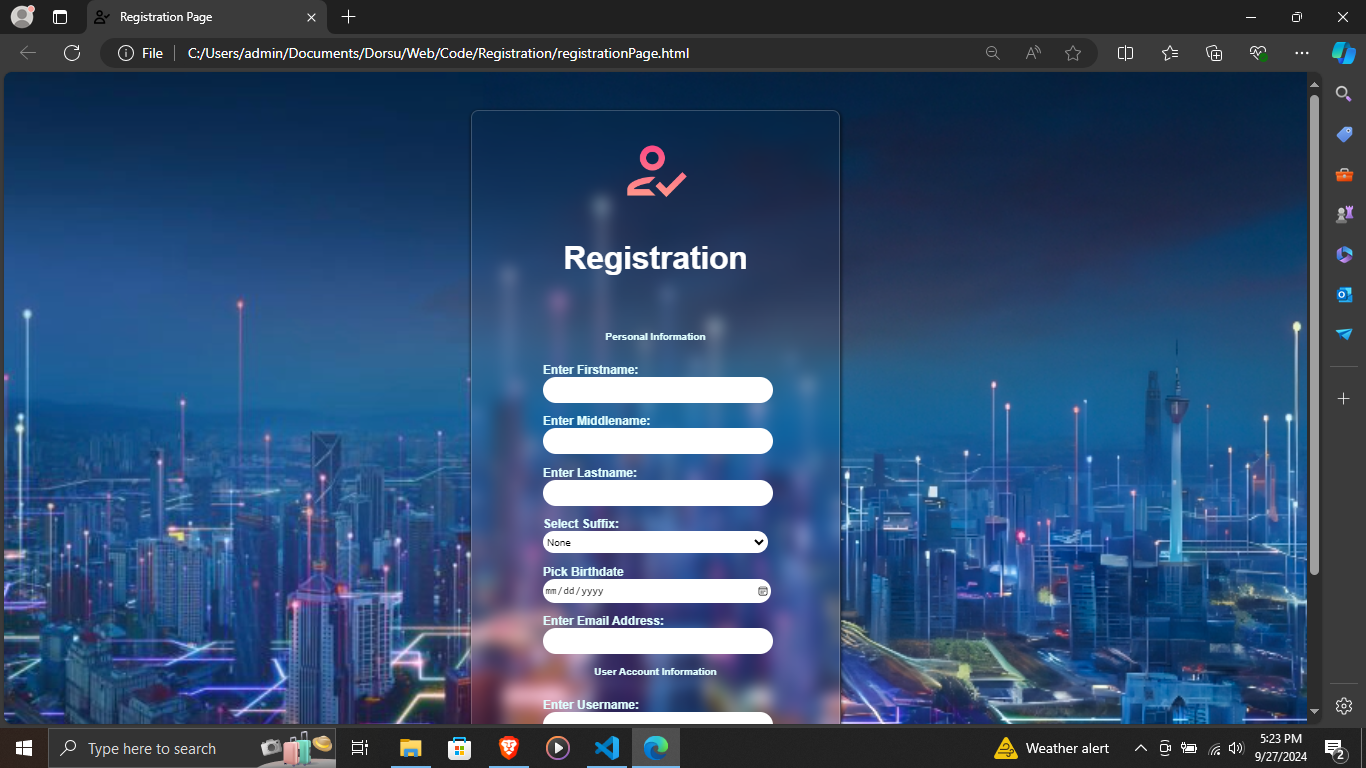 Registration Page
File
C:/Users/admin/Documents/Dorsu/Web/Code/Registration/registrationPage.html
Registration
Personal Information
Enter Firstname:
Enter Middlename:
Enter Lastname:
Select Suffix:
None
Pick Birthdate
mm/dd/yyyy
Enter Email Address:
User Account Information
Enter Username:
Type here to search
Weather alert
5:23 PM
9/27/2024
2